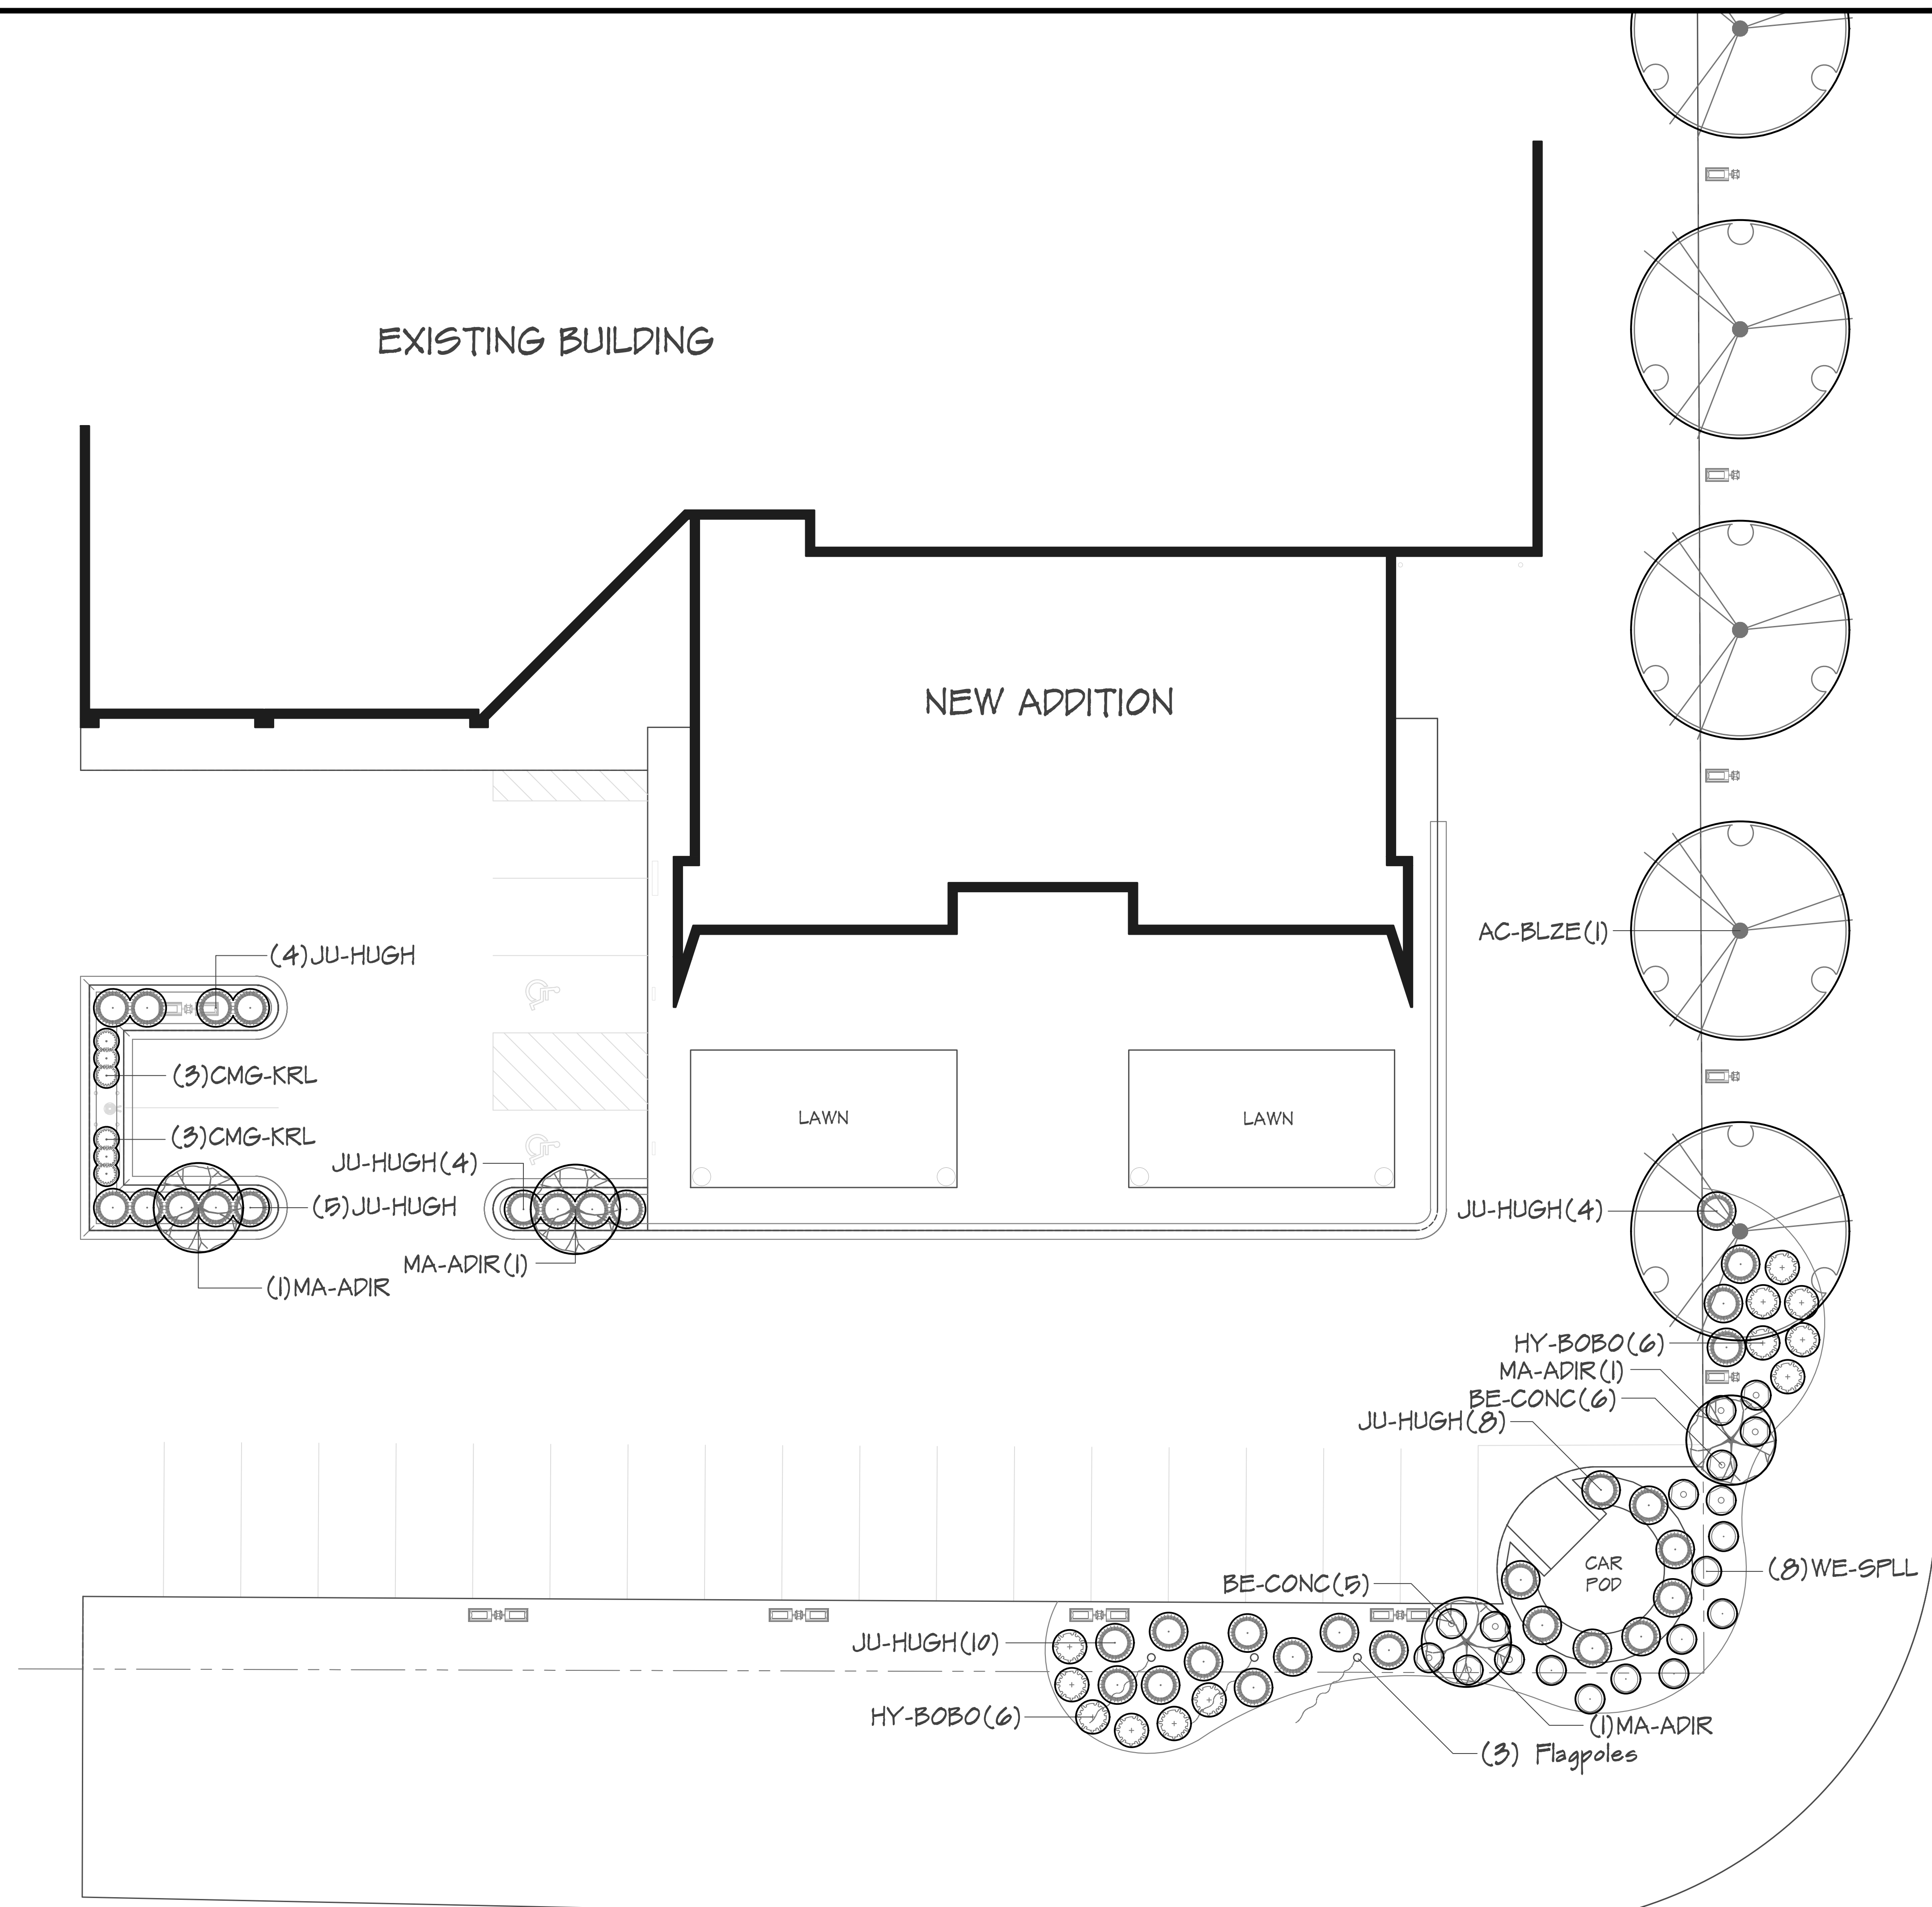 EXISTING BUILDING
NEW ADDITION
AC-BLZE(1)
(4)JU-HUGH
(3)CMG-KRL
LAWN
LAWN
(3)CMG-KRL
JU-HUGH(4)
(5)JU-HUGH
JU-HUGH(4)
MA-ADIR(1)
(1)MA-ADIR
HY-BOBO(6)
MA-ADIR(1)
BE-CONC(6)
JU-HUGH(8)
CAR
POD
(8)WE-SPLL
BE-CONC(5)
JU-HUGH(10)
HY-BOBO(6)
(1)MA-ADIR
(3) Flagpoles